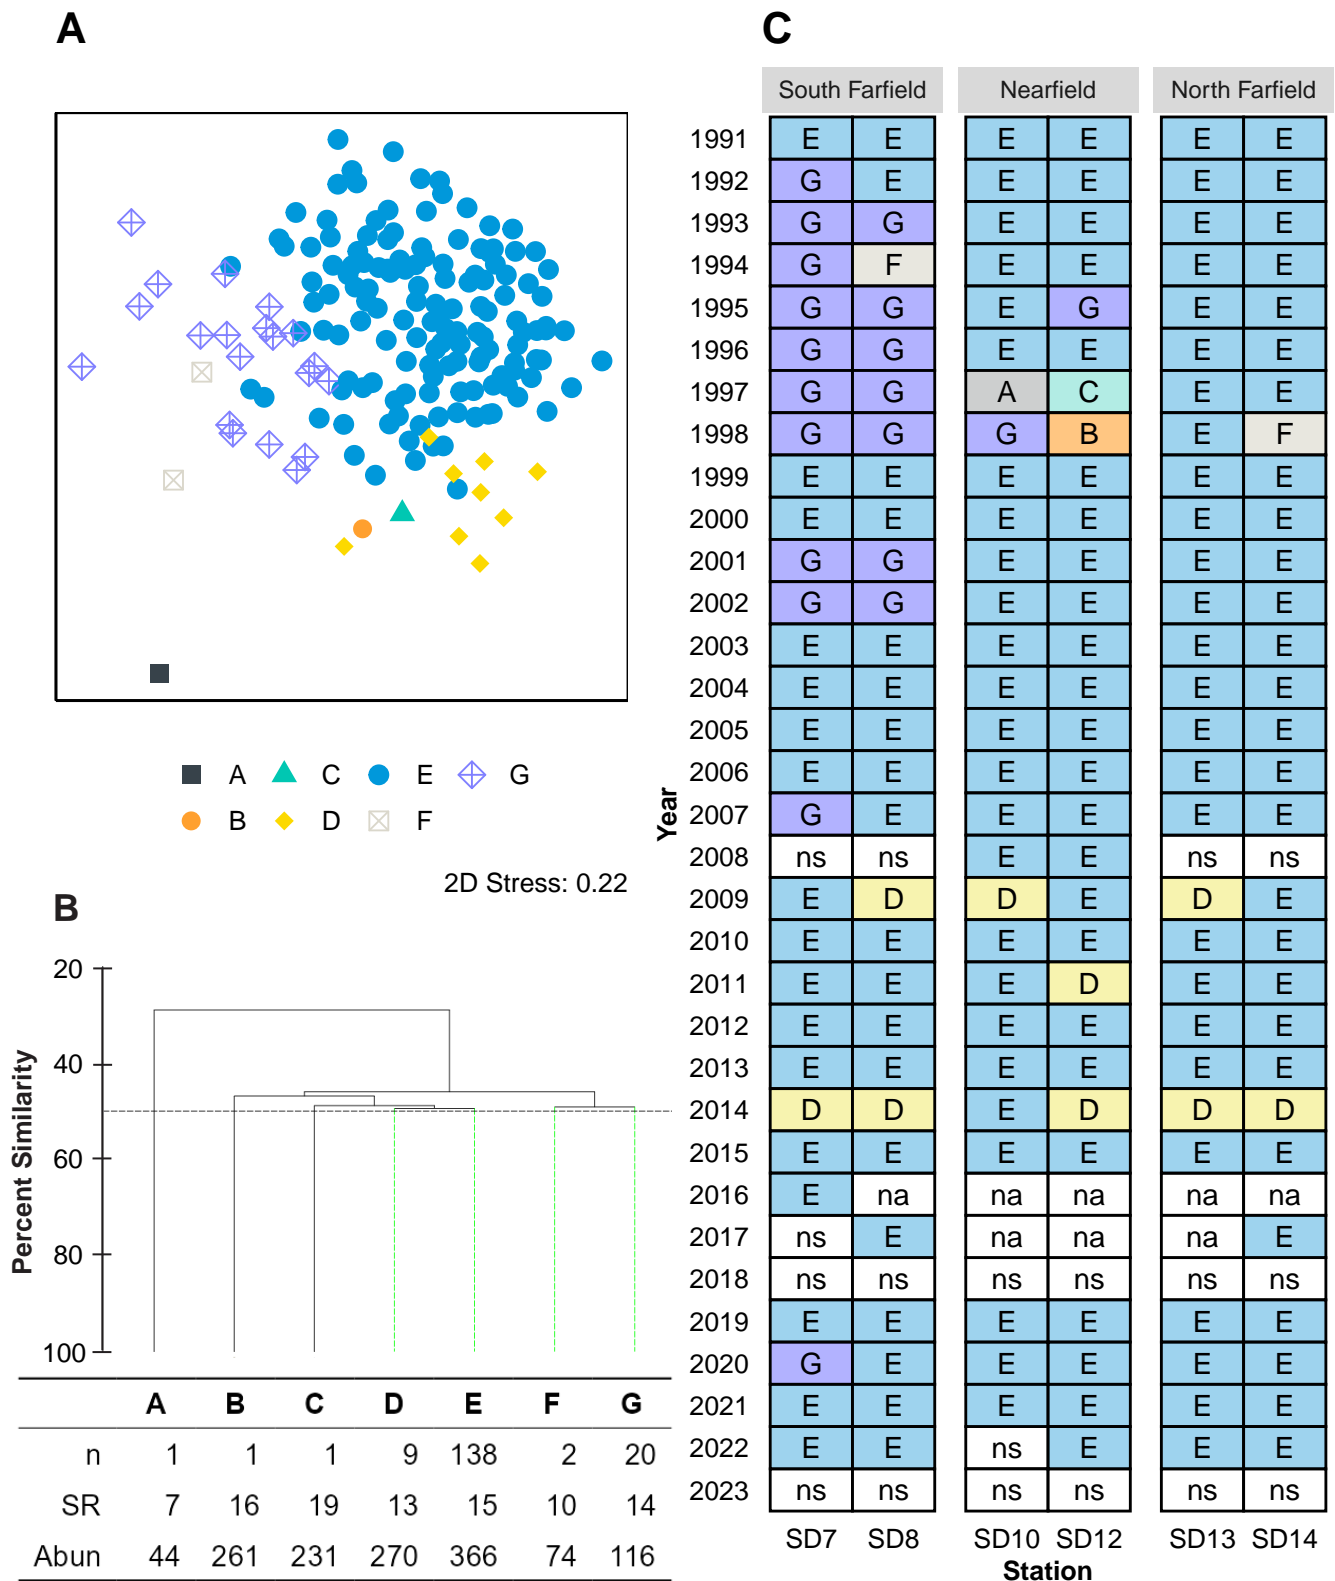 A
A C E G
B D F
2D Stress: 0.22
B
Percent Similarity
20
40
60
80
100
A B C D E F G
n 1 1 1 9 138 2 20
SR 7 16 19 13 15 10 14
Abun 44 261 231 270 366 74 116
C
South Farfield Nearfield North Farfield
Year
1991 E E E E E E
1992 G E E E E E
1993 G G E E E E
1994 G F E E E E
1995 G G E G E E
1996 G G E E E E
1997 G G A C E E
1998 G G G B E F
1999 E E E E E E
2000 E E E E E E
2001 G G E E E E
2002 G G E E E E
2003 E E E E E E
2004 E E E E E E
2005 E E E E E E
2006 E E E E E E
2007 G E E E E E
2008 ns ns E E ns ns
2009 E D D E D E
2010 E E E E E E
2011 E E E D E E
2012 E E E E E E
2013 E E E E E E
2014 D D E D D D
2015 E E E E E E
2016 E na na na na na
2017 ns E na na na E
2018 ns ns ns ns ns ns
2019 E E E E E E
2020 G E E E E E
2021 E E E E E E
2022 E E ns E E E
2023 ns ns ns ns ns ns
SD7 SD8 SD10 SD12 SD13 SD14
Station